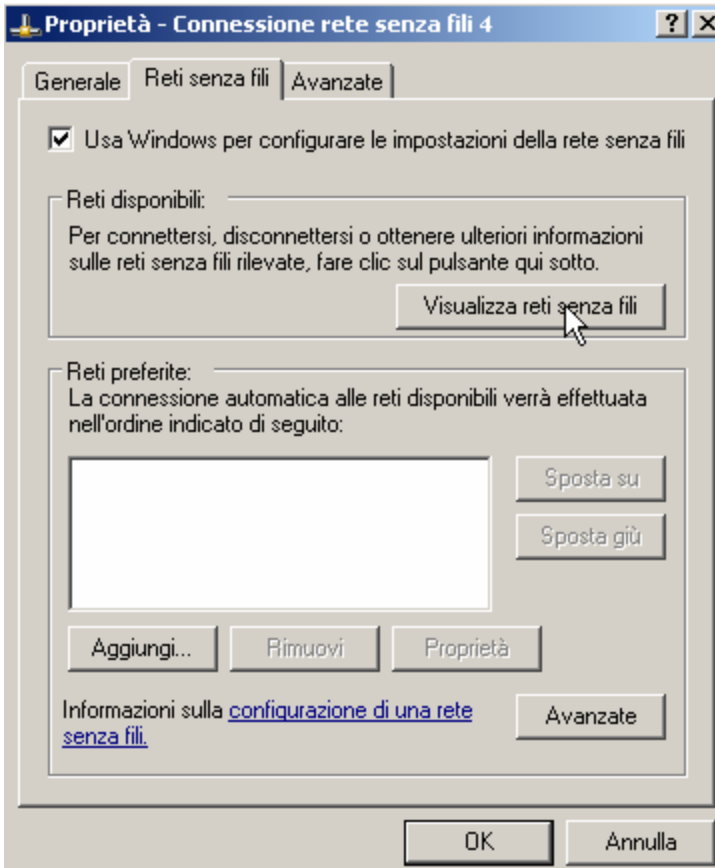 Proprietà - Connessione rete senza fili 4
Generale
Reti senza fili
Avanzate
Usa Windows per configurare le impostazioni della rete senza fili
Reti disponibili:
Per connettersi, disconnettersi o ottenere ulteriori informazioni
sulle reti senza fili rilevate, fare clic sul pulsante qui sotto.
Visualizza reti senza fili
Reti preferite:
La connessione automatica alle reti disponibili verrà effettuata
nell'ordine indicato di seguito:
Sposta su
Sposta giù
Aggiungi...
Rimuovi
Proprietà
Informazioni sulla configurazione di una rete
senza fili.
Avanzate
OK
Annulla